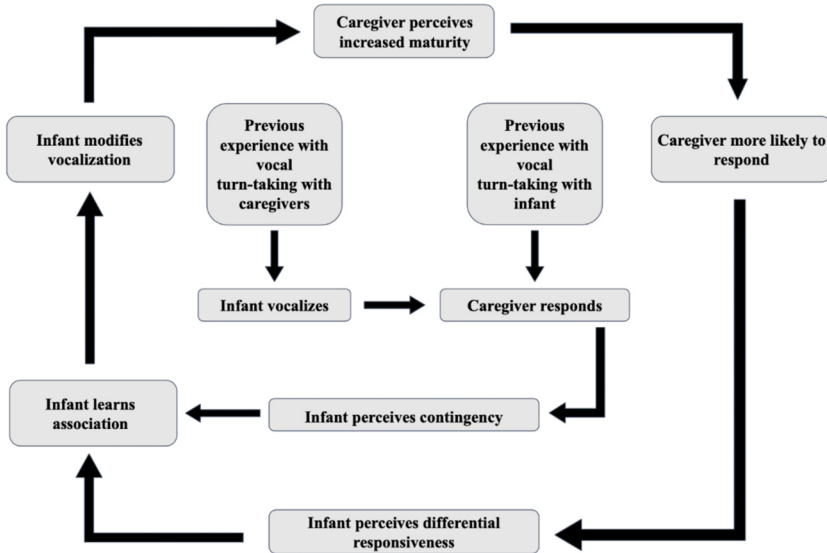 Caregiver perceives
increased maturity
Infant modifies
vocalization
Previous
experience with
vocal
turn-taking with
caregivers
Previous
experience with
vocal
turn-taking with
infant
Caregiver more likely to
respond
Infant vocalizes
Caregiver responds
Infant learns
association
Infant perceives contingency
Infant perceives differential
responsiveness